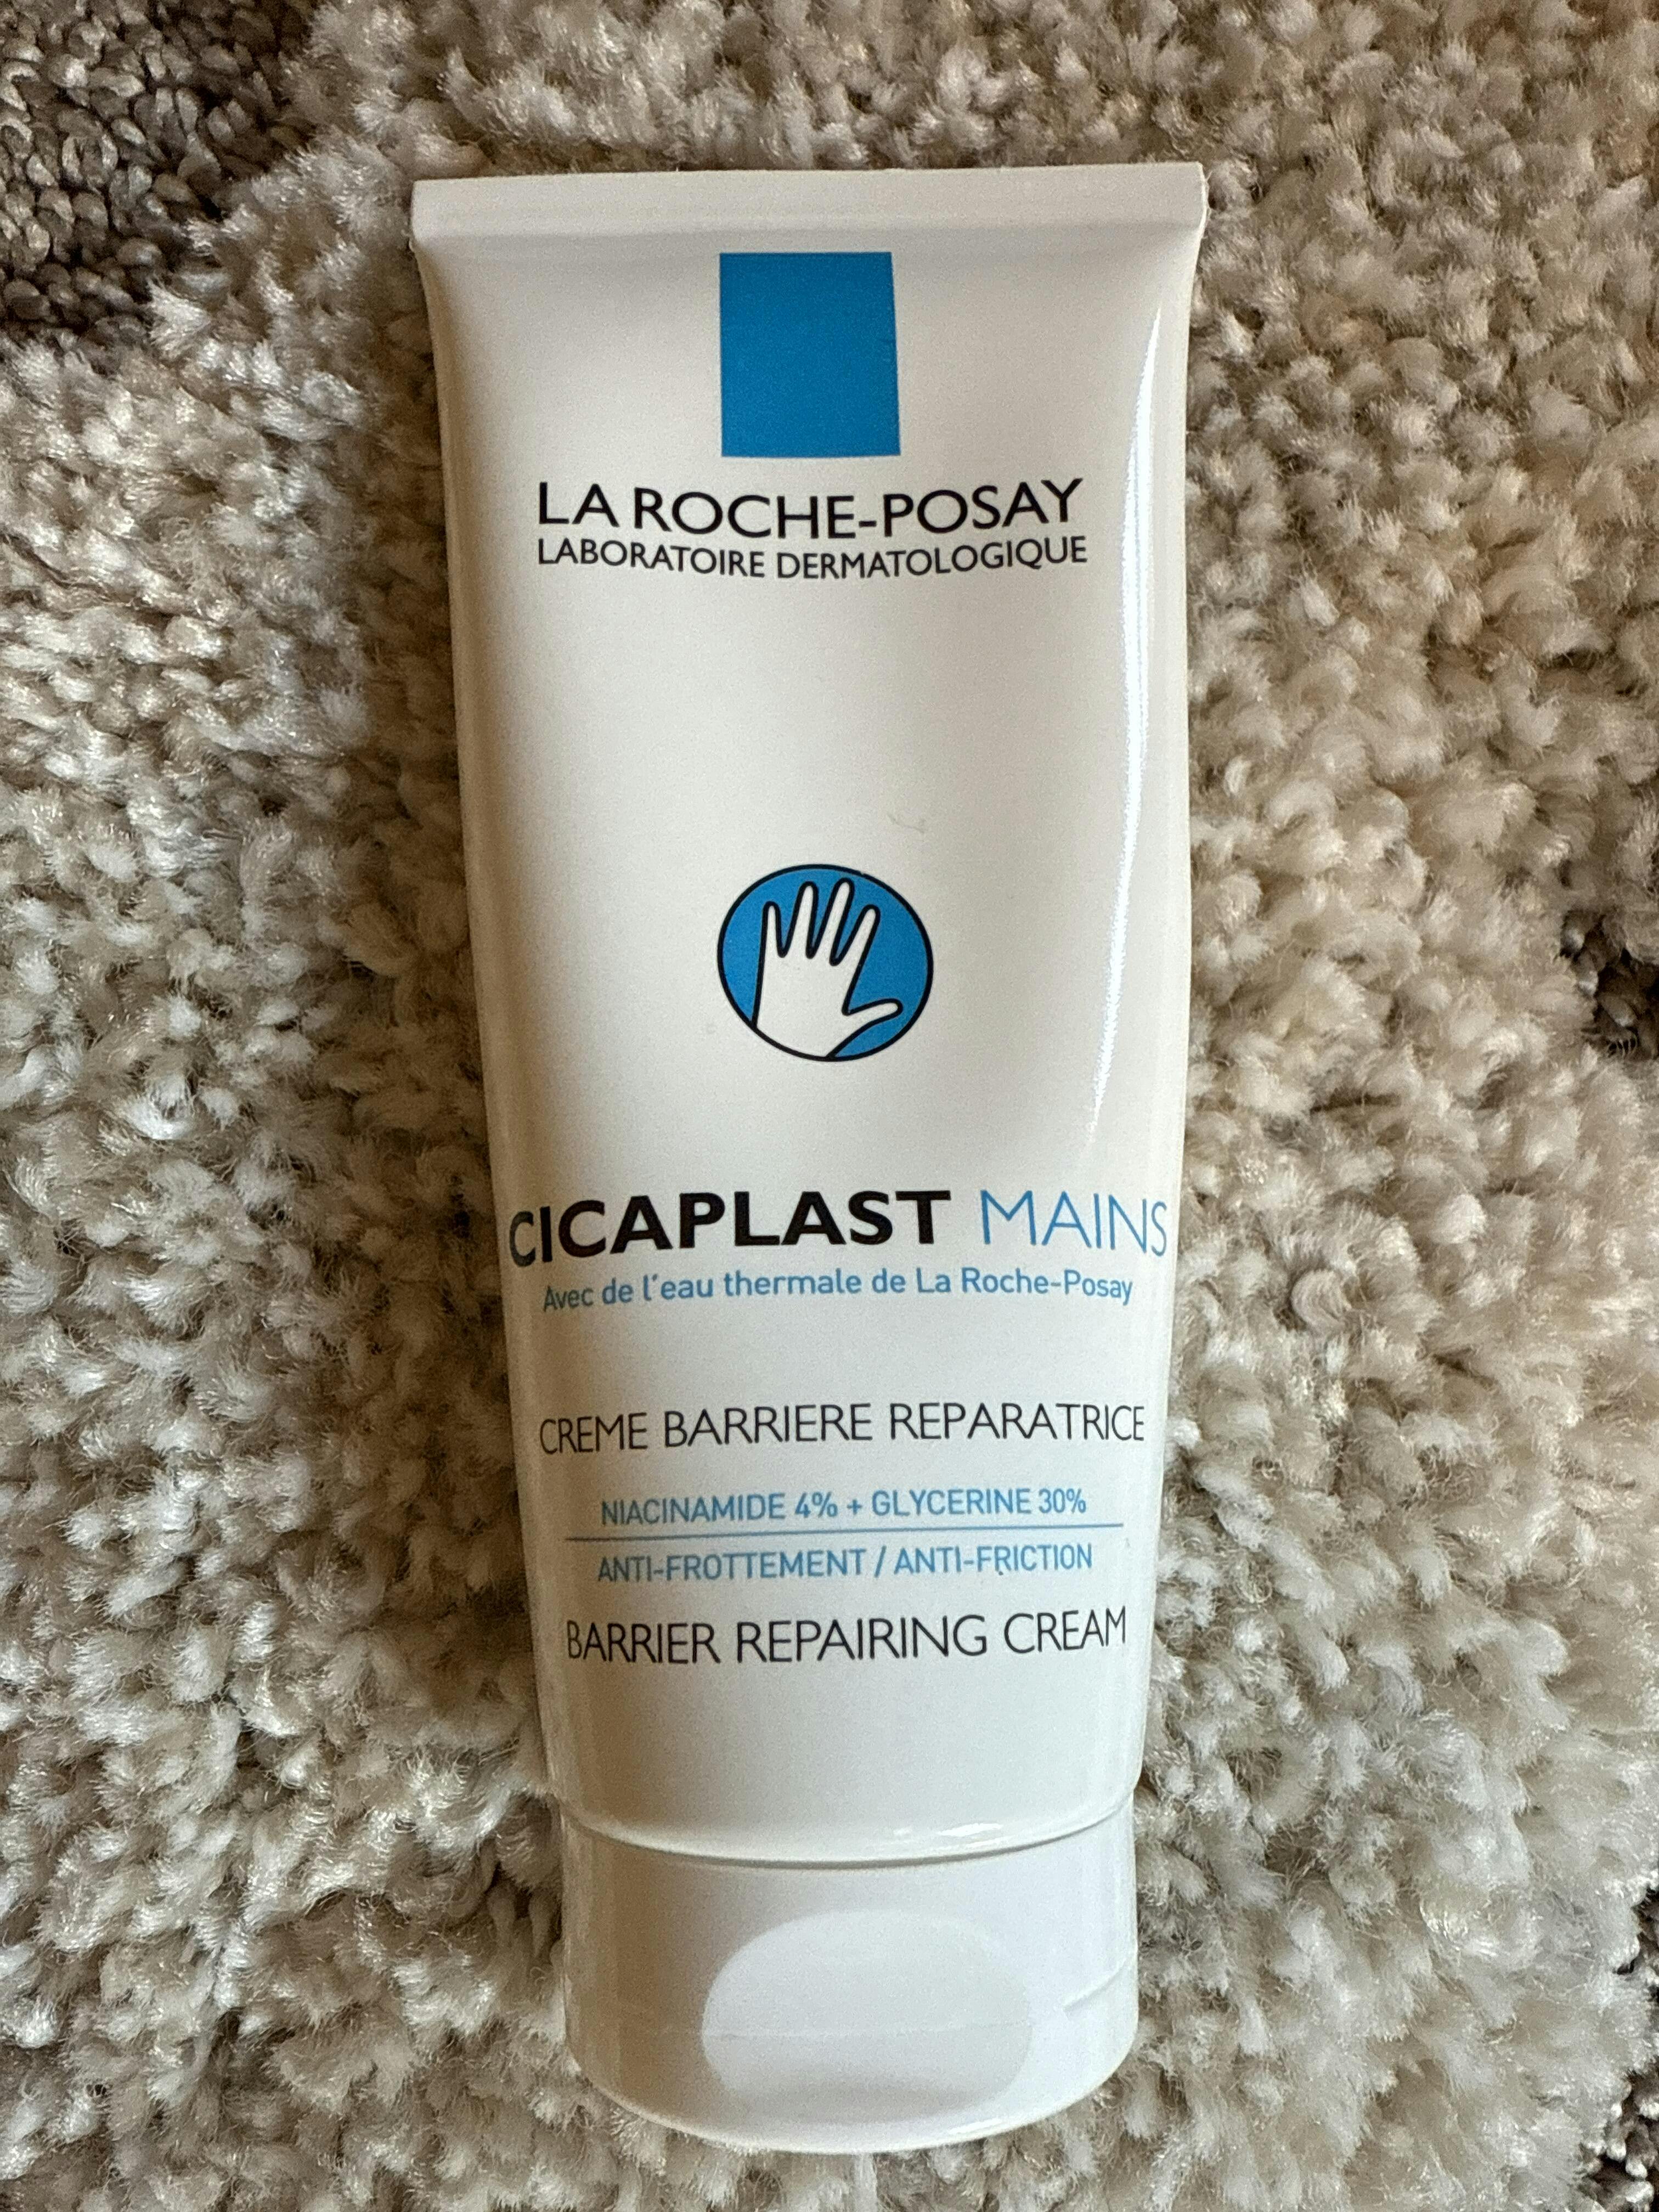 LA ROCHE-POSAY
LABORATOIRE DERMATOLOGIQUE
CICAPLAST MAINS
Avec de l'eau thermale de La Roche-Posay
CREME BARRIERE REPARATRICE
NIACINAMIDE 4% + GLYCERINE 30%
ANTI-FROTTEMENT / ANTI-FRICTION
BARRIER REPAIRING CREAM